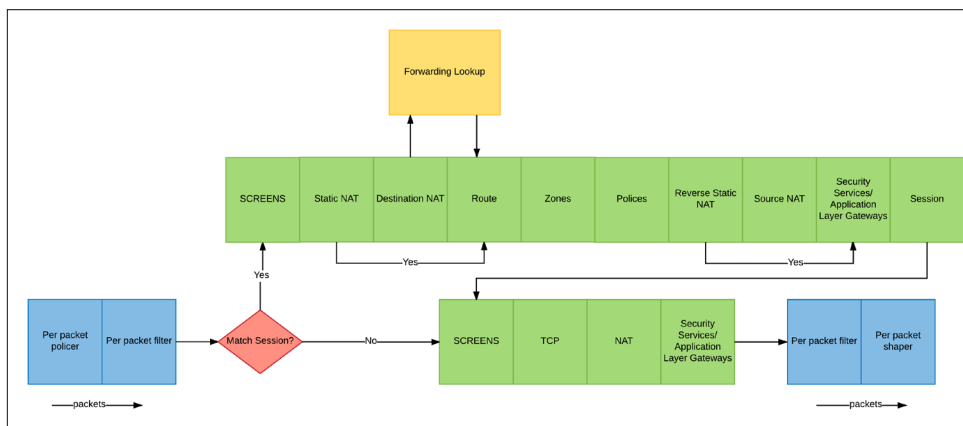 Forwarding Lookup
SCREENS
Static NAT
Destination NAT
Route
Zones
Polices
Reverse Static
NAT
Source NAT
Security
Services/
Application
Layer Gateways
Session
Yes
Yes
Yes
Per packet
policer
Per packet filter
Match Session?
No
SCREENS
TCP
NAT
Security
Services/
Application
Layer Gateways
Per packet filter
Per packet
shaper
packets
packets